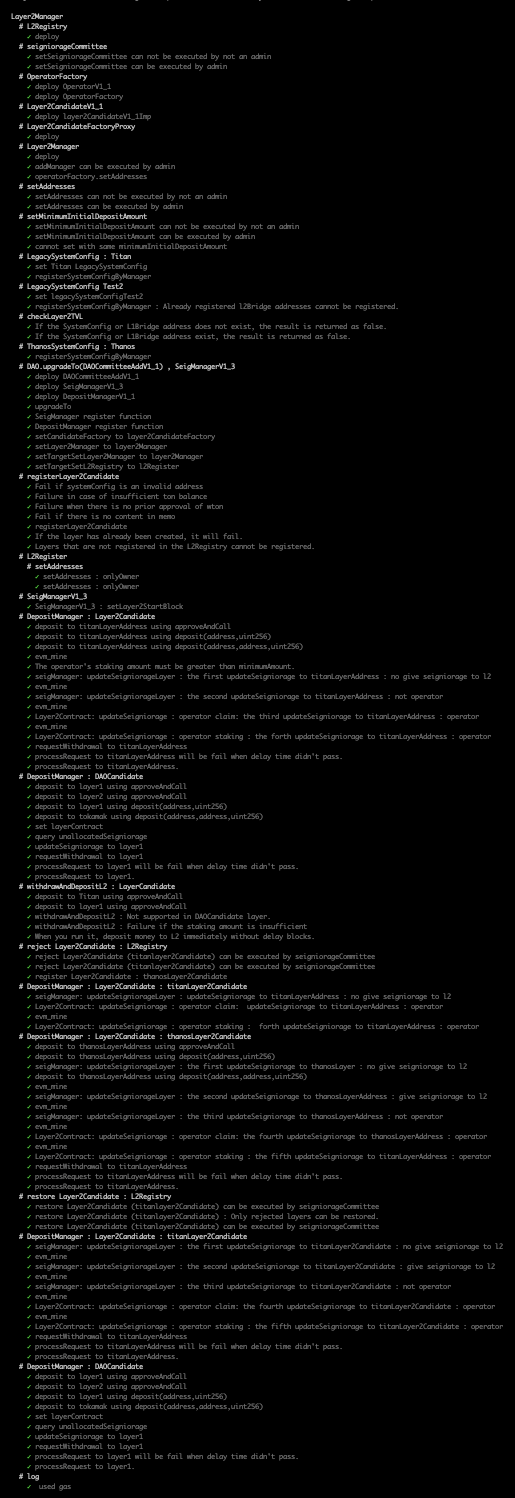 Layer2Manager
# L2Registry
✓ deploy
# seigniorageCommittee
✓ setSeigniorageCommittee can not be executed by not an admin
✓ setSeigniorageCommittee can be executed by admin
# OperatorFactory
✓ deploy OperatorV1_1
✓ deploy OperatorFactory
# Layer2CandidateV1_1
✓ deploy layer2CandidateV1_1Imp
# Layer2CandidateFactoryProxy
✓ deploy
# Layer2Manager
✓ deploy
✓ addManager can be executed by admin
✓ operatorFactory.setAddresses
# setAddresses
✓ setAddresses can not be executed by not an admin
✓ setAddresses can be executed by admin
# setMinimumInitialDepositAmount
✓ setMinimumInitialDepositAmount can not be executed by not an admin
✓ setMinimumInitialDepositAmount can be executed by admin
✓ cannot set with same minimumInitialDepositAmount
# LegacySystemConfig : Titan
✓ set Titan LegacySystemConfig
✓ registerSystemConfigByManager
# LegacySystemConfig Test2
✓ set legacySystemConfigTest2
✓ registerSystemConfigByManager : Already registered l2Bridge addresses cannot be registered.
# checkLayer2TVL
✓ If the SystemConfig or L1Bridge address does not exist, the result is returned as false.
✓ If the SystemConfig or L1Bridge address exist, the result is returned as false.
# ThanosSystemConfig : Thanos
✓ registerSystemConfigByManager
# DAO.upgradeTo(DAOCommitteeAddV1_1) , SeigManagerV1_3
✓ deploy DAOCommitteeAddV1_1
✓ deploy SeigManagerV1_3
✓ deploy DepositManagerV1_1
✓ upgradeTo
✓ SeigManager register function
✓ DepositManager register function
✓ setCandidateFactory to layer2CandidateFactory
✓ setLayer2Manager to layer2Manager
✓ setTargetSetLayer2Manager to layer2Manager
✓ setTargetSetL2Registry to l2Register
# registerLayer2Candidate
✓ Fail if systemConfig is an invalid address
✓ Failure in case of insufficient ton balance
✓ Failure when there is no prior approval of wton
✓ Fail if there is no content in memo
✓ registerLayer2Candidate
✓ If the layer has already been created, it will fail.
✓ Layers that are not registered in the L2Registry cannot be registered.
# L2Register
# setAddresses
✓ setAddresses : onlyOwner
✓ setAddresses : onlyOwner
# SeigManagerV1_3
✓ SeigManagerV1_3 : setLayer2StartBlock
# DepositManager : Layer2Candidate
✓ deposit to titanLayerAddress using approveAndCall
✓ deposit to titanLayerAddress using deposit(address,uint256)
✓ deposit to titanLayerAddress using deposit(address,address,uint256)
✓ evm_mine
✓ The operator's staking amount must be greater than minimumAmount.
✓ seigManager: updateSeigniorageLayer : the first updateSeigniorage to titanLayerAddress : no give seigniorage to l2
✓ evm_mine
✓ seigManager: updateSeigniorageLayer : the second updateSeigniorage to titanLayerAddress : not operator
✓ evm_mine
✓ Layer2Contract: updateSeigniorage : operator claim: the third updateSeigniorage to titanLayerAddress : operator
✓ evm_mine
✓ Layer2Contract: updateSeigniorage : operator staking : the forth updateSeigniorage to titanLayerAddress : operator
✓ requestWithdrawal to titanLayerAddress
✓ processRequest to titanLayerAddress will be fail when delay time didn't pass.
✓ processRequest to titanLayerAddress.
# DepositManager : DAOCandidate
✓ deposit to layer1 using approveAndCall
✓ deposit to layer2 using approveAndCall
✓ deposit to layer1 using deposit(address,uint256)
✓ deposit to tokamak using deposit(address,address,uint256)
✓ set layerContract
✓ query unallocatedSeigniorage
✓ updateSeigniorage to layer1
✓ requestWithdrawal to layer1
✓ processRequest to layer1 will be fail when delay time didn't pass.
✓ processRequest to layer1.
# withdrawAndDepositL2 : LayerCandidate
✓ deposit to Titan using approveAndCall
✓ deposit to layer1 using approveAndCall
✓ withdrawAndDepositL2 : Not supported in DAOCandidate layer.
✓ withdrawAndDepositL2 : Failure if the staking amount is insufficient
✓ When you run it, deposit money to L2 immediately without delay blocks.
# reject Layer2Candidate : L2Registry
✓ reject Layer2Candidate (titanlayer2Candidate) can be executed by seigniorageCommittee
✓ reject Layer2Candidate (titanlayer2Candidate) can be executed by seigniorageCommittee
✓ register Layer2Candidate : thanosLayer2Candidate
# DepositManager : Layer2Candidate : titanLayer2Candidate
✓ seigManager: updateSeigniorageLayer : updateSeigniorage to titanLayerAddress : no give seigniorage to l2
✓ Layer2Contract: updateSeigniorage : operator claim:  updateSeigniorage to titanLayerAddress : operator
✓ evm_mine
✓ Layer2Contract: updateSeigniorage : operator staking :  forth updateSeigniorage to titanLayerAddress : operator
# DepositManager : Layer2Candidate : thanosLayer2Candidate
✓ deposit to thanosLayerAddress using approveAndCall
✓ deposit to thanosLayerAddress using deposit(address,uint256)
✓ seigManager: updateSeigniorageLayer : the first updateSeigniorage to thanosLayer : no give seigniorage to l2
✓ deposit to thanosLayerAddress using deposit(address,address,uint256)
✓ evm_mine
✓ seigManager: updateSeigniorageLayer : the second updateSeigniorage to thanosLayerAddress : give seigniorage to l2
✓ evm_mine
✓ seigManager: updateSeigniorageLayer : the third updateSeigniorage to thanosLayerAddress : not operator
✓ evm_mine
✓ Layer2Contract: updateSeigniorage : operator claim: the fourth updateSeigniorage to thanosLayerAddress : operator
✓ evm_mine
✓ Layer2Contract: updateSeigniorage : operator staking : the fifth updateSeigniorage to titanLayerAddress : operator
✓ requestWithdrawal to titanLayerAddress
✓ processRequest to titanLayerAddress will be fail when delay time didn't pass.
✓ processRequest to titanLayerAddress.
# restore Layer2Candidate : L2Registry
✓ restore Layer2Candidate (titanlayer2Candidate) can be executed by seigniorageCommittee
✓ restore Layer2Candidate (titanlayer2Candidate) : Only rejected layers can be restored.
✓ restore Layer2Candidate (titanlayer2Candidate) can be executed by seigniorageCommittee
# DepositManager : Layer2Candidate : titanLayer2Candidate
✓ seigManager: updateSeigniorageLayer : the first updateSeigniorage to titanLayer2Candidate : no give seigniorage to l2
✓ evm_mine
✓ seigManager: updateSeigniorageLayer : the second updateSeigniorage to titanLayer2Candidate : give seigniorage to l2
✓ evm_mine
✓ seigManager: updateSeigniorageLayer : the third updateSeigniorage to titanLayer2Candidate : not operator
✓ evm_mine
✓ Layer2Contract: updateSeigniorage : operator claim: the fourth updateSeigniorage to titanLayer2Candidate : operator
✓ evm_mine
✓ Layer2Contract: updateSeigniorage : operator staking : the fifth updateSeigniorage to titanLayer2Candidate : operator
✓ requestWithdrawal to titanLayerAddress
✓ processRequest to titanLayerAddress will be fail when delay time didn't pass.
✓ processRequest to titanLayerAddress.
# DepositManager : DAOCandidate
✓ deposit to layer1 using approveAndCall
✓ deposit to layer2 using approveAndCall
✓ deposit to layer1 using deposit(address,uint256)
✓ deposit to tokamak using deposit(address,address,uint256)
✓ set layerContract
✓ query unallocatedSeigniorage
✓ updateSeigniorage to layer1
✓ requestWithdrawal to layer1
✓ processRequest to layer1 will be fail when delay time didn't pass.
✓ processRequest to layer1.
# log
✓  used gas